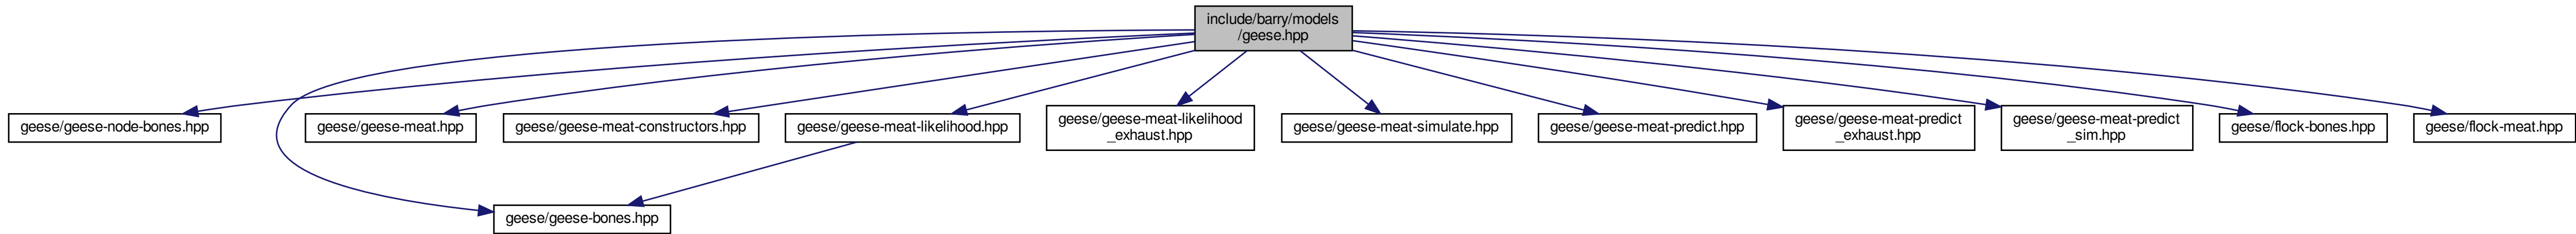 include/barry/models
/geese.hpp
geese/geese-node-bones.hpp
geese/geese-meat.hpp
geese/geese-meat-constructors.hpp
geese/geese-meat-likelihood.hpp
geese/geese-meat-likelihood
_exhaust.hpp
geese/geese-meat-simulate.hpp
geese/geese-meat-predict.hpp
geese/geese-meat-predict
_exhaust.hpp
geese/geese-meat-predict
_sim.hpp
geese/flock-bones.hpp
geese/flock-meat.hpp
geese/geese-bones.hpp